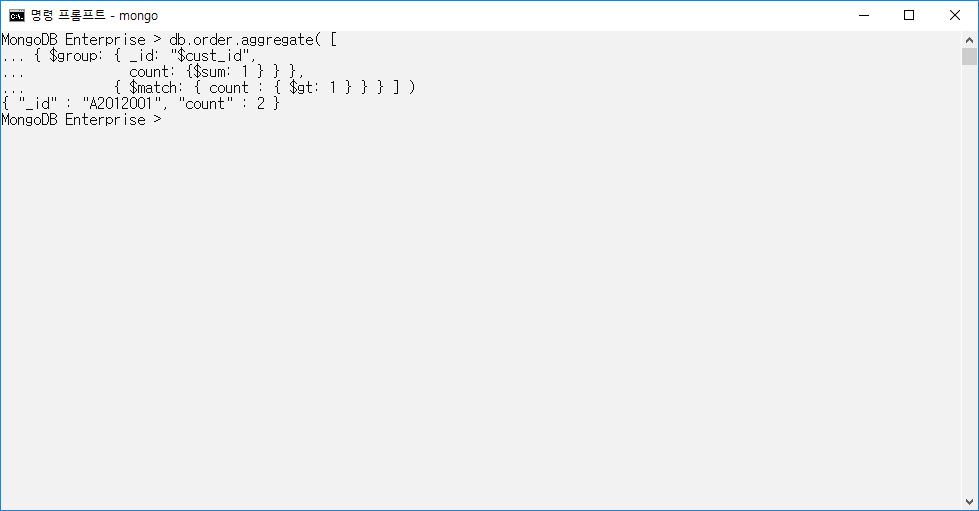 명령 프롬프트 - mongo
MongoDB Enterprise > db.order.aggregate( [
... { $group: { _id: "$cust_id",
...             count: {$sum: 1 } } },
...           { $match: { count : { $gt: 1 } } } ] )
{ "_id" : "A2012001", "count" : 2 }
MongoDB Enterprise >